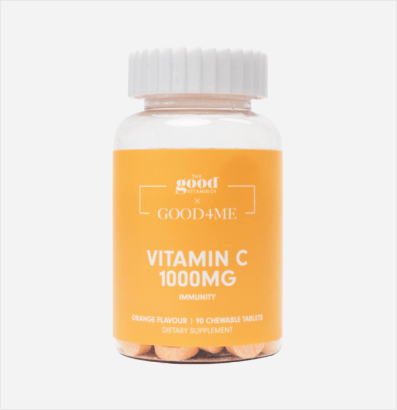 THE
good
VITAMIN CO
×
GOOD4ME
VITAMIN C
1000MG
IMMUNITY
ORANGE FLAVOUR | 90 CHEWABLE TABLETS
DIETARY SUPPLEMENT